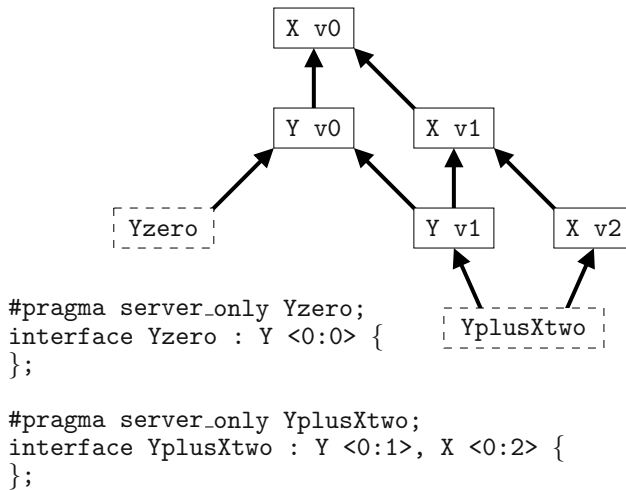 X v0
Y v0
X v1
Yzero
Y v1
X v2
YplusXtwo
#pragma server_only Yzero;
interface Yzero : Y <0:0> {
};
#pragma server_only YplusXtwo;
interface YplusXtwo : Y <0:1>, X <0:2> {
};